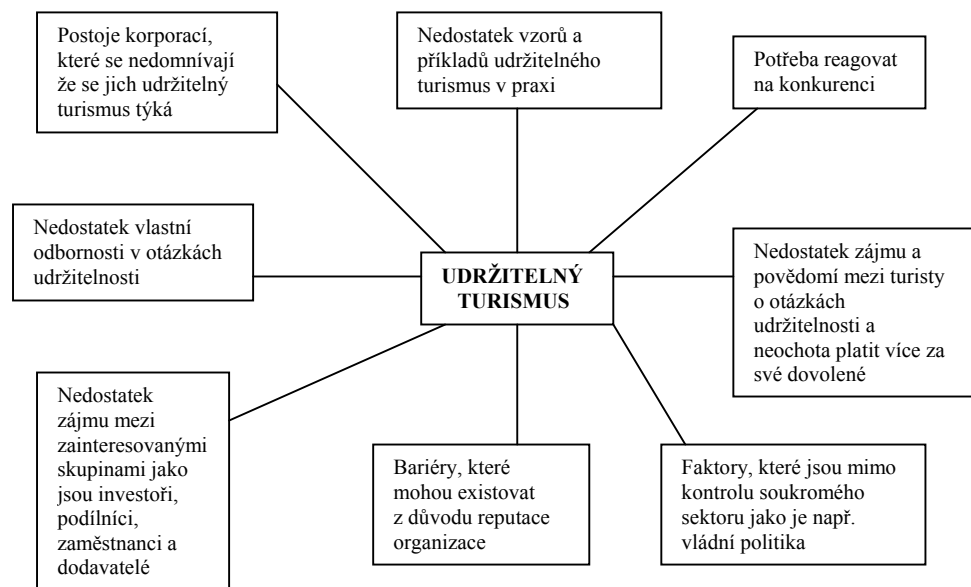 Postoje korporací,
které se nedomnívají
že se jich udržitelný
turismus týká
Nedostatek vzorů a
příkladů udržitelného
turismus v praxi
Potřeba reagovat
na konkurenci
Nedostatek vlastní
odbornosti v otázkách
udržitelnosti
UDRŽITELNÝ
TURISMUS
Nedostatek zájmu a
povědomí mezi turisty
o otázkách
udržitelnosti a
neochota platit více za
své dovolené
Nedostatek
zájmu mezi
zainteresovanými
skupinami jako
jsou investoři,
podílníci,
zaměstnanci a
dodavatelé
Bariéry, které
mohou existovat
z důvodu reputace
organizace
Faktory, které jsou mimo
kontrolu soukromého
sektoru jako je např.
vládní politika